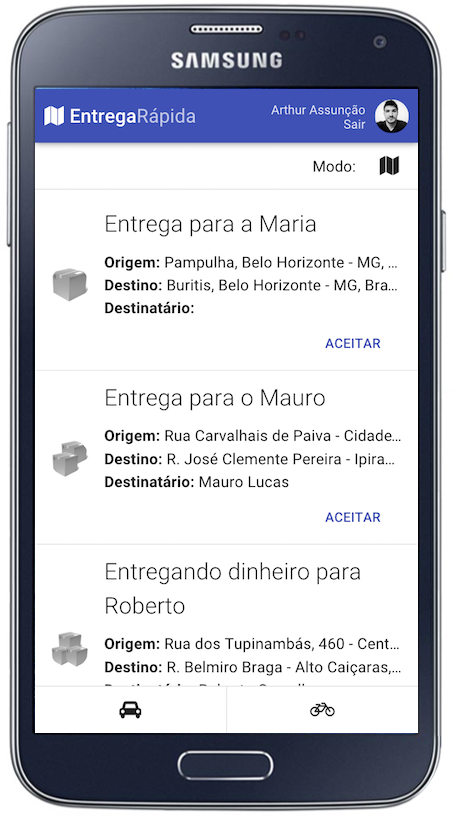 SAMSUNG
EntregaRápida
Arthur Assunção
Sair
Modo:
Entrega para a Maria
Origem: Pampulha, Belo Horizonte - MG, ...
Destino: Buritis, Belo Horizonte - MG, Bra...
Destinatário:
ACEITAR
Entrega para o Mauro
Origem: Rua Carvalhais de Paiva - Cidade...
Destino: R. José Clemente Pereira - Ipira...
Destinatário: Mauro Lucas
ACEITAR
Entregando dinheiro para
Roberto
Origem: Rua dos Tupinambás, 460 - Cent...
Destino: R. Belmiro Braga - Alto Caiçaras,...